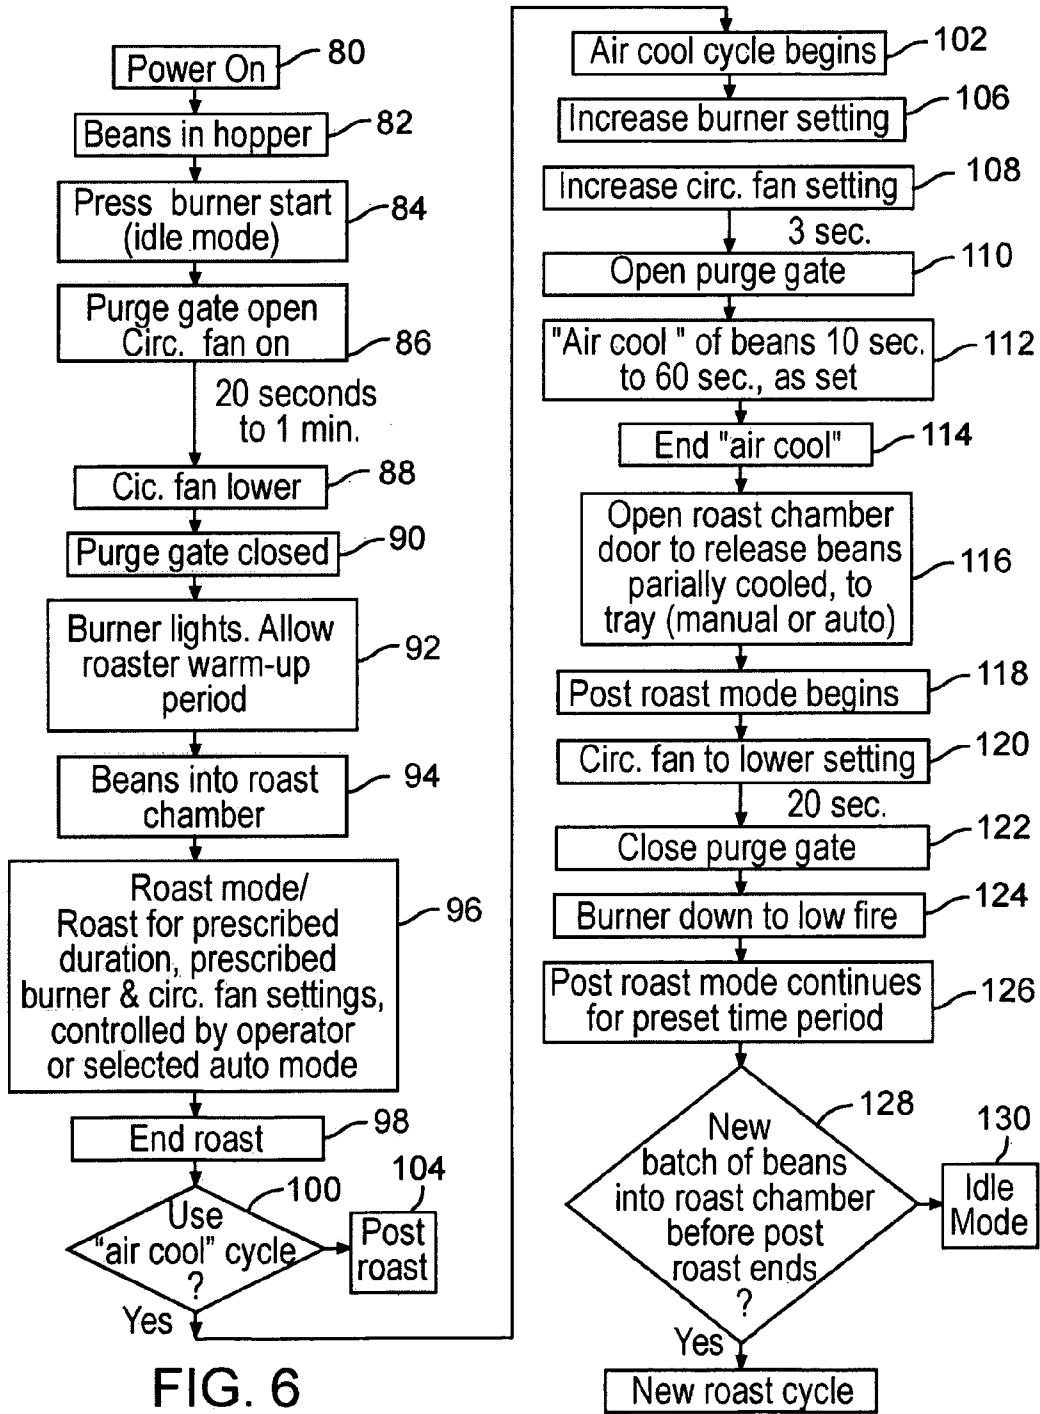 Power On
80
Beans in hopper
82
Press burner start
(idle mode)
84
Purge gate open
Circ. fan on
86
20 seconds
to 1 min.
Cic. fan lower
88
Purge gate closed
90
Burner lights. Allow
roaster warm-up
period
92
Beans into roast
chamber
94
Roast mode/
Roast for prescribed
duration, prescribed
burner & circ. fan settings,
controlled by operator
or selected auto mode
96
End roast
98
Use
"air cool" cycle
?
100
104
Post
roast
Yes
FIG. 6
Air cool cycle begins
102
Increase burner setting
106
Increase circ. fan setting
108
3 sec.
Open purge gate
110
"Air cool " of beans 10 sec.
to 60 sec., as set
112
End "air cool"
114
Open roast chamber
door to release beans
parially cooled, to
tray (manual or auto)
116
Post roast mode begins
118
Circ. fan to lower setting
120
20 sec.
Close purge gate
122
Burner down to low fire
124
Post roast mode continues
for preset time period
126
New
batch of beans
into roast chamber
before post
roast ends
?
128
130
Idle
Mode
Yes
New roast cycle